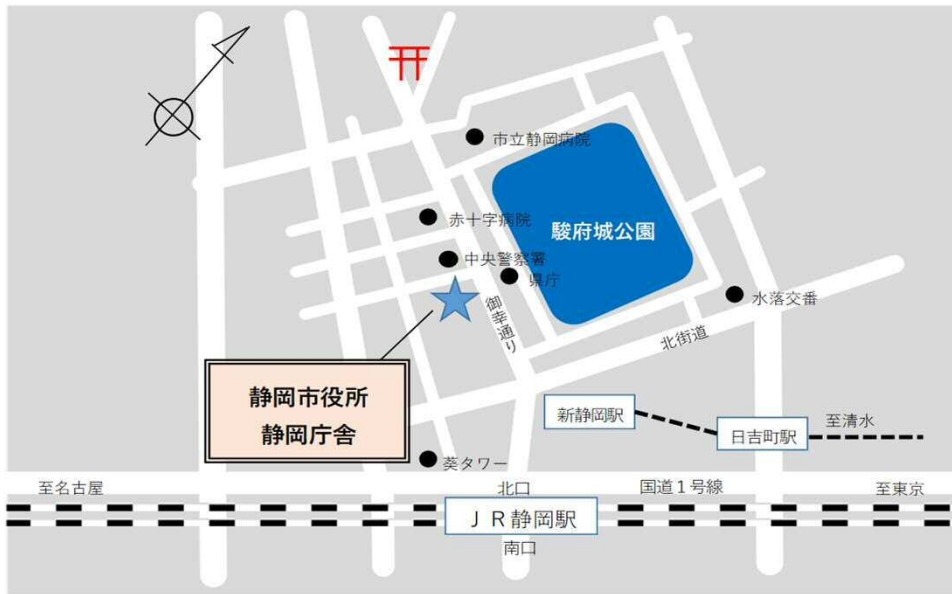 市立静岡病院
赤十字病院
駿府城公園
中央警察署
県庁
水落交番
御幸通り
北街道
静岡市役所
静岡庁舎
新静岡駅
日吉町駅
至清水
葵タワー
至名古屋
北口
国道１号線
至東京
ＪＲ静岡駅
南口